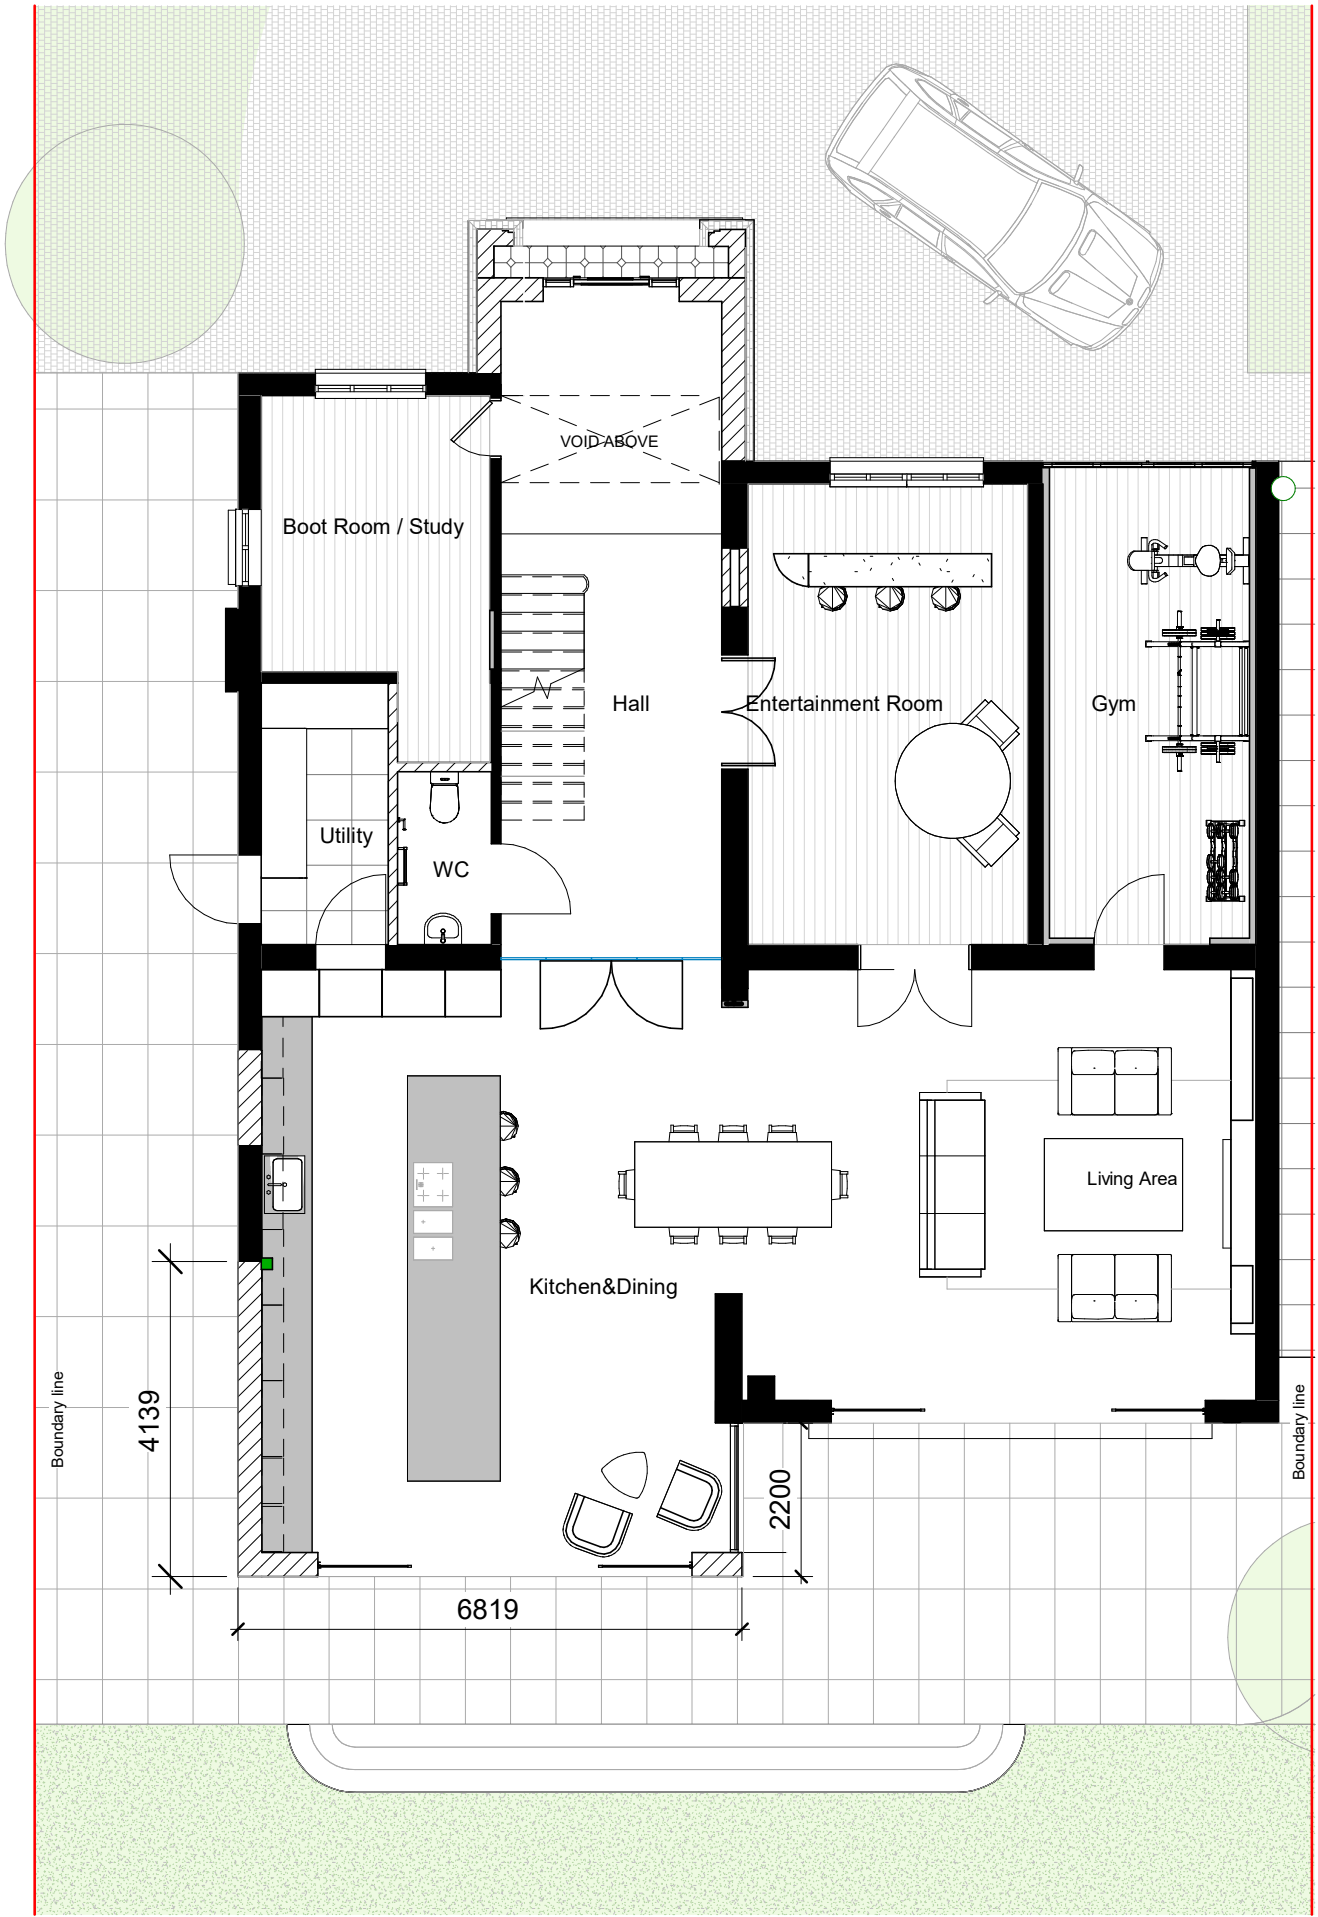 VOID ABOVE
Boot Room / Study
Hall
Entertainment Room
Gym
Utility
WC
Living Area
Kitchen&Dining
Boundary line
4139
2200
Boundary line
6819